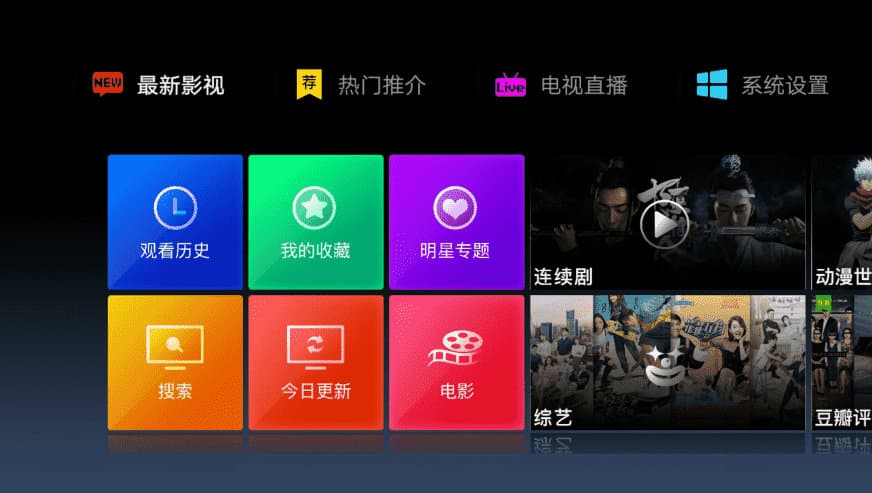 NEW 最新影视
荐 热门推介
Live 电视直播
系统设置
观看历史
我的收藏
明星专题
连续剧
动漫世
搜索
今日更新
电影
综艺
豆瓣评